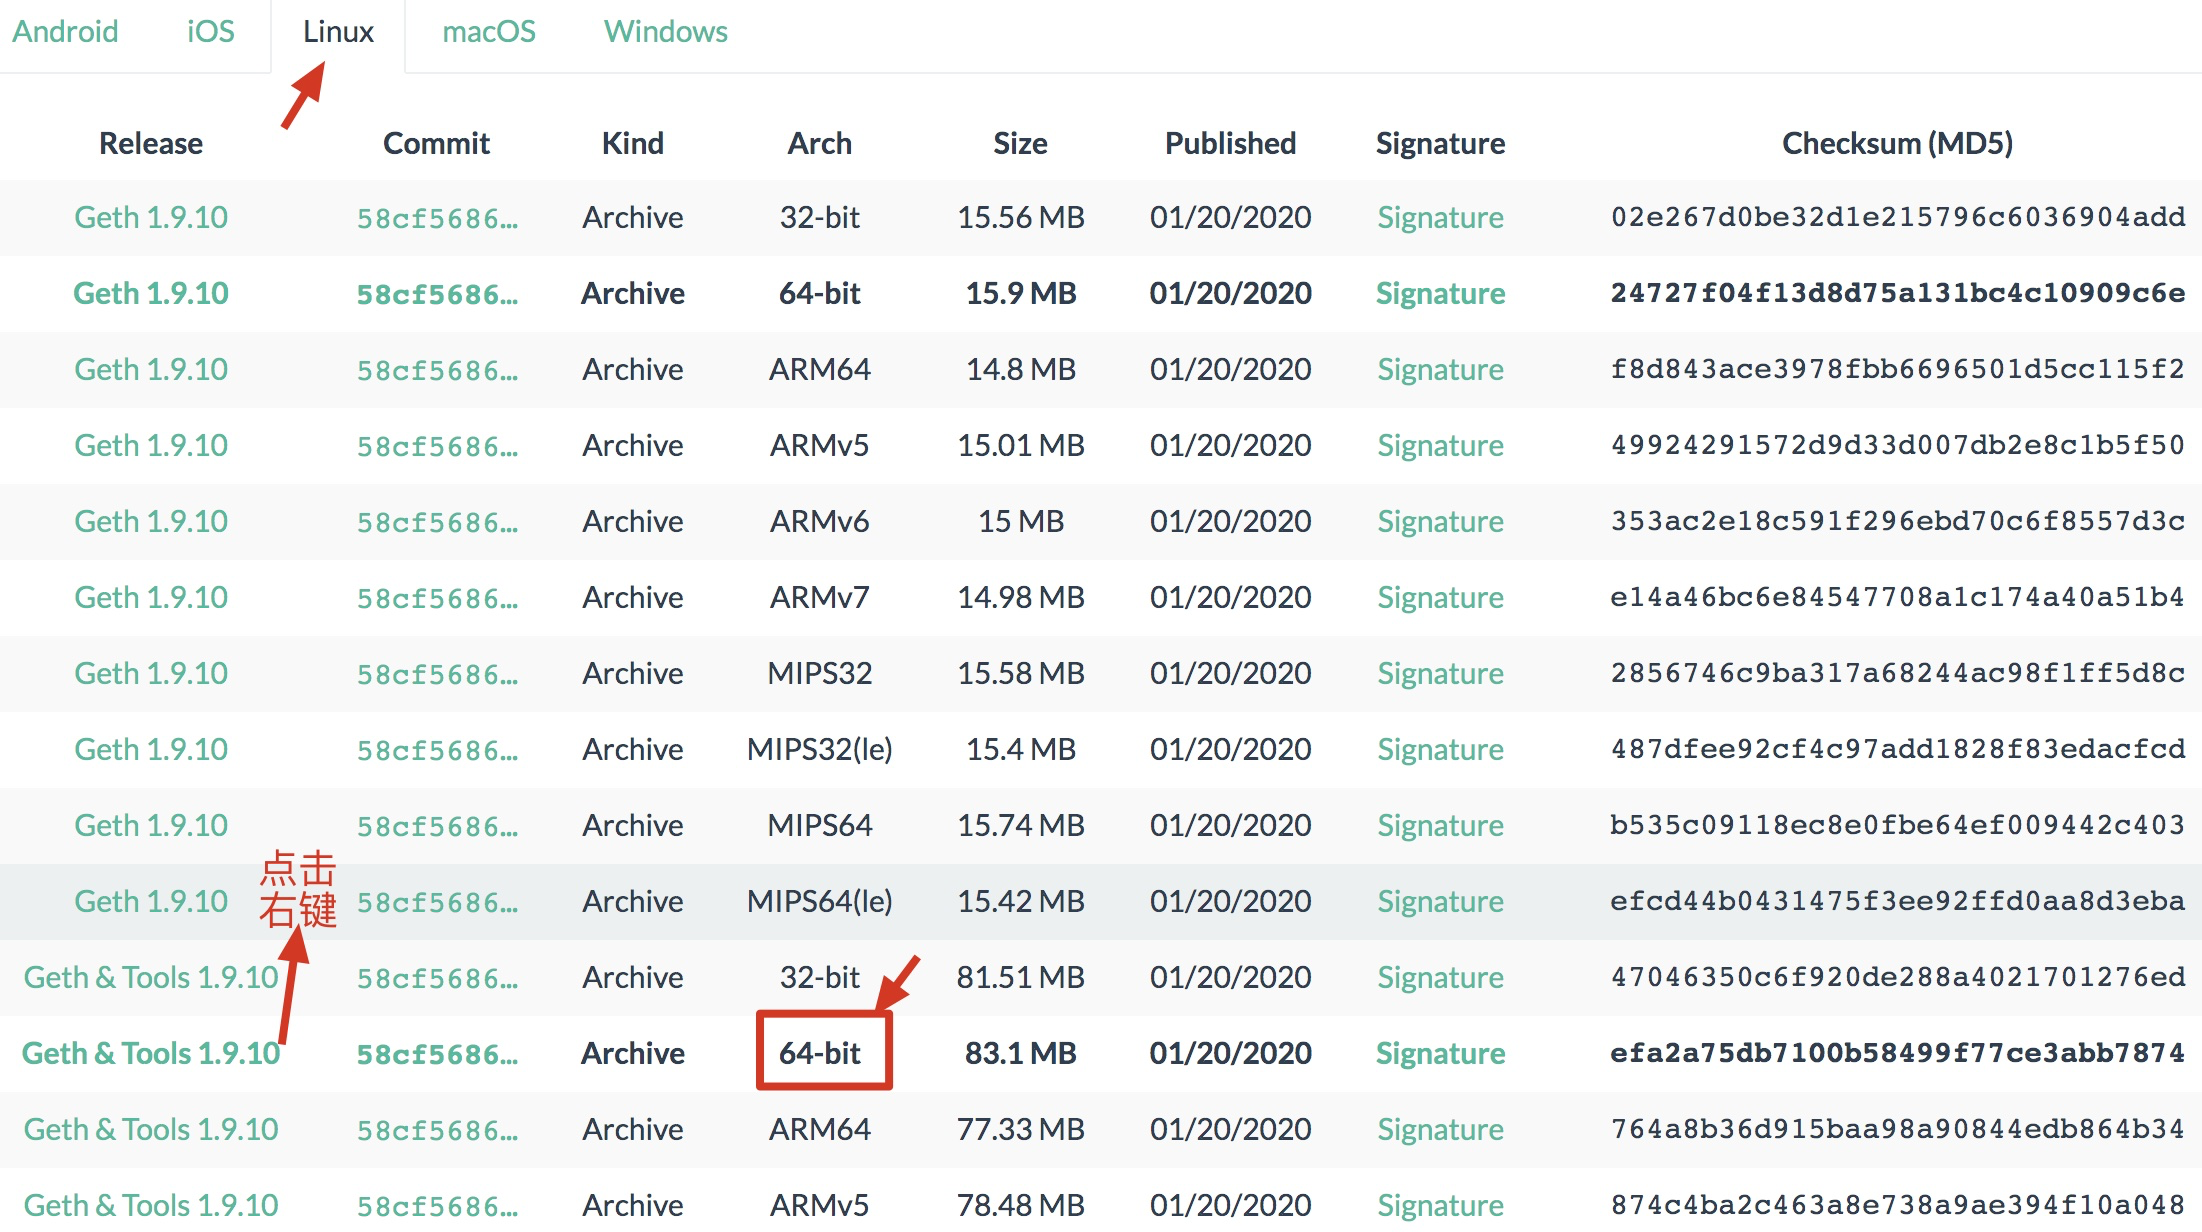 Android iOS Linux macOS Windows
Release Commit Kind Arch Size Published Signature Checksum (MD5)
Geth 1.9.10 58cf5686… Archive 32-bit 15.56 MB 01/20/2020 Signature 02e267d0be32d1e215796c6036904add
Geth 1.9.10 58cf5686… Archive 64-bit 15.9 MB 01/20/2020 Signature 24727f04f13d8d75a131bc4c10909c6e
Geth 1.9.10 58cf5686… Archive ARM64 14.8 MB 01/20/2020 Signature f8d843ace3978fbb6696501d5cc115f2
Geth 1.9.10 58cf5686… Archive ARMv5 15.01 MB 01/20/2020 Signature 49924291572d9d33d007db2e8c1b5f50
Geth 1.9.10 58cf5686… Archive ARMv6 15 MB 01/20/2020 Signature 353ac2e18c591f296ebd70c6f8557d3c
Geth 1.9.10 58cf5686… Archive ARMv7 14.98 MB 01/20/2020 Signature e14a46bc6e84547708a1c174a40a51b4
Geth 1.9.10 58cf5686… Archive MIPS32 15.58 MB 01/20/2020 Signature 2856746c9ba317a68244ac98f1ff5d8c
Geth 1.9.10 58cf5686… Archive MIPS32(le) 15.4 MB 01/20/2020 Signature 487dfee92cf4c97add1828f83edacfcd
Geth 1.9.10 58cf5686… Archive MIPS64 15.74 MB 01/20/2020 Signature b535c09118ec8e0fbe64ef009442c403
点击
右键
Geth 1.9.10 58cf5686… Archive MIPS64(le) 15.42 MB 01/20/2020 Signature efcd44b0431475f3ee92ffd0aa8d3eba
Geth & Tools 1.9.10 58cf5686… Archive 32-bit 81.51 MB 01/20/2020 Signature 47046350c6f920de288a4021701276ed
Geth & Tools 1.9.10 58cf5686… Archive 64-bit 83.1 MB 01/20/2020 Signature efa2a75db7100b58499f77ce3abb7874
Geth & Tools 1.9.10 58cf5686… Archive ARM64 77.33 MB 01/20/2020 Signature 764a8b36d915baa98a90844edb864b34
Geth & Tools 1.9.10 58cf5686… Archive ARMv5 78.48 MB 01/20/2020 Signature 874c4ba2c463a8e738a9ae394f10a048